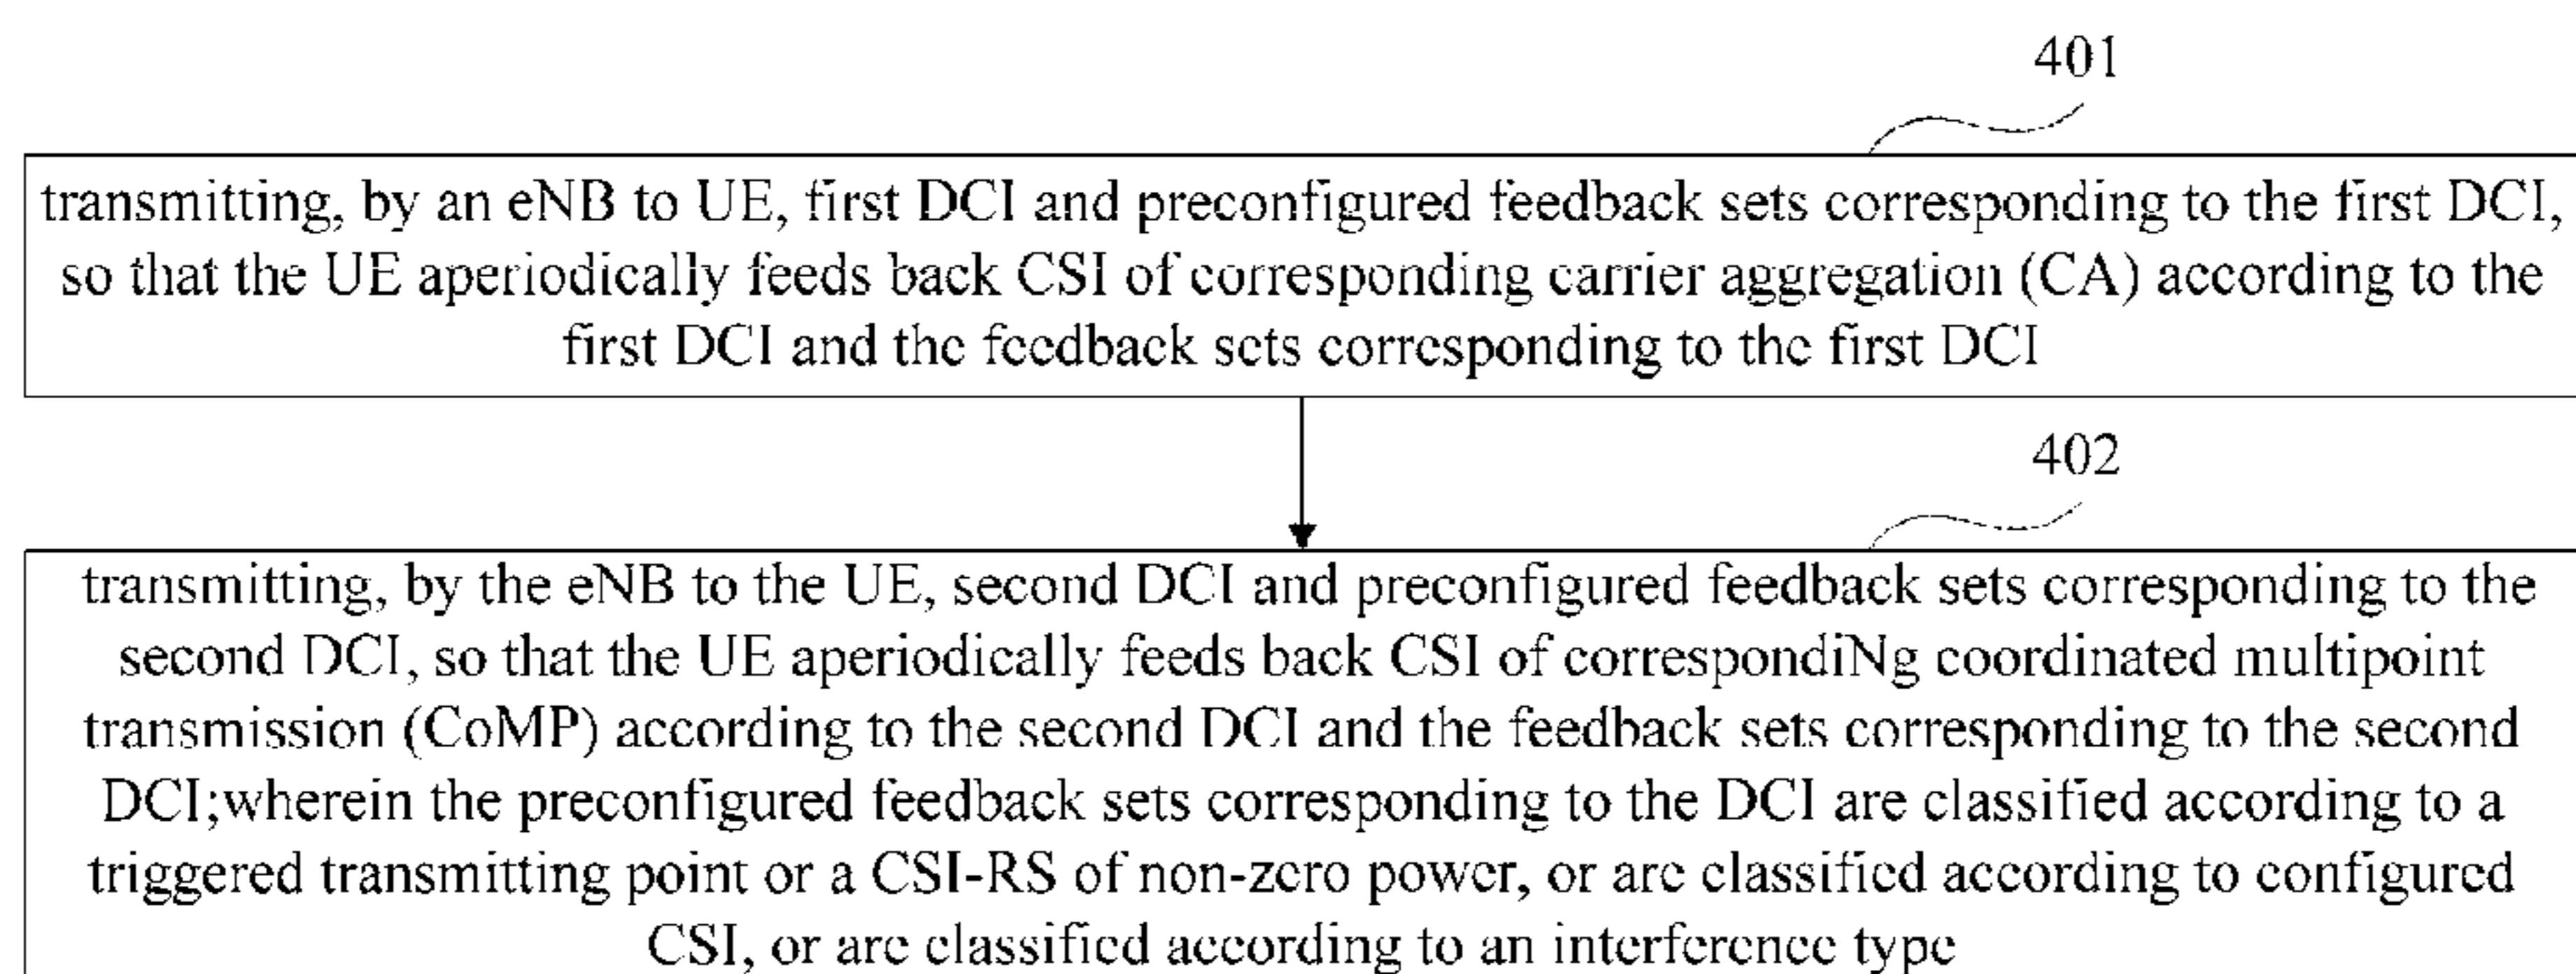 401
transmitting, by an eNB to UE, first DCI and preconfigured feedback sets corresponding to the first DCI,
so that the UE aperiodically feeds back CSI of corresponding carrier aggregation (CA) according to the
first DCI and the feedback sets corresponding to the first DCI
402
transmitting, by the eNB to the UE, second DCI and preconfigured feedback sets corresponding to the
second DCI, so that the UE aperiodically feeds back CSI of correspondiNg coordinated multipoint
transmission (CoMP) according to the second DCI and the feedback sets corresponding to the second
DCI;wherein the preconfigured feedback sets corresponding to the DCI are classified according to a
triggered transmitting point or a CSI-RS of non-zero power, or are classified according to configured
CSI, or are classified according to an interference type